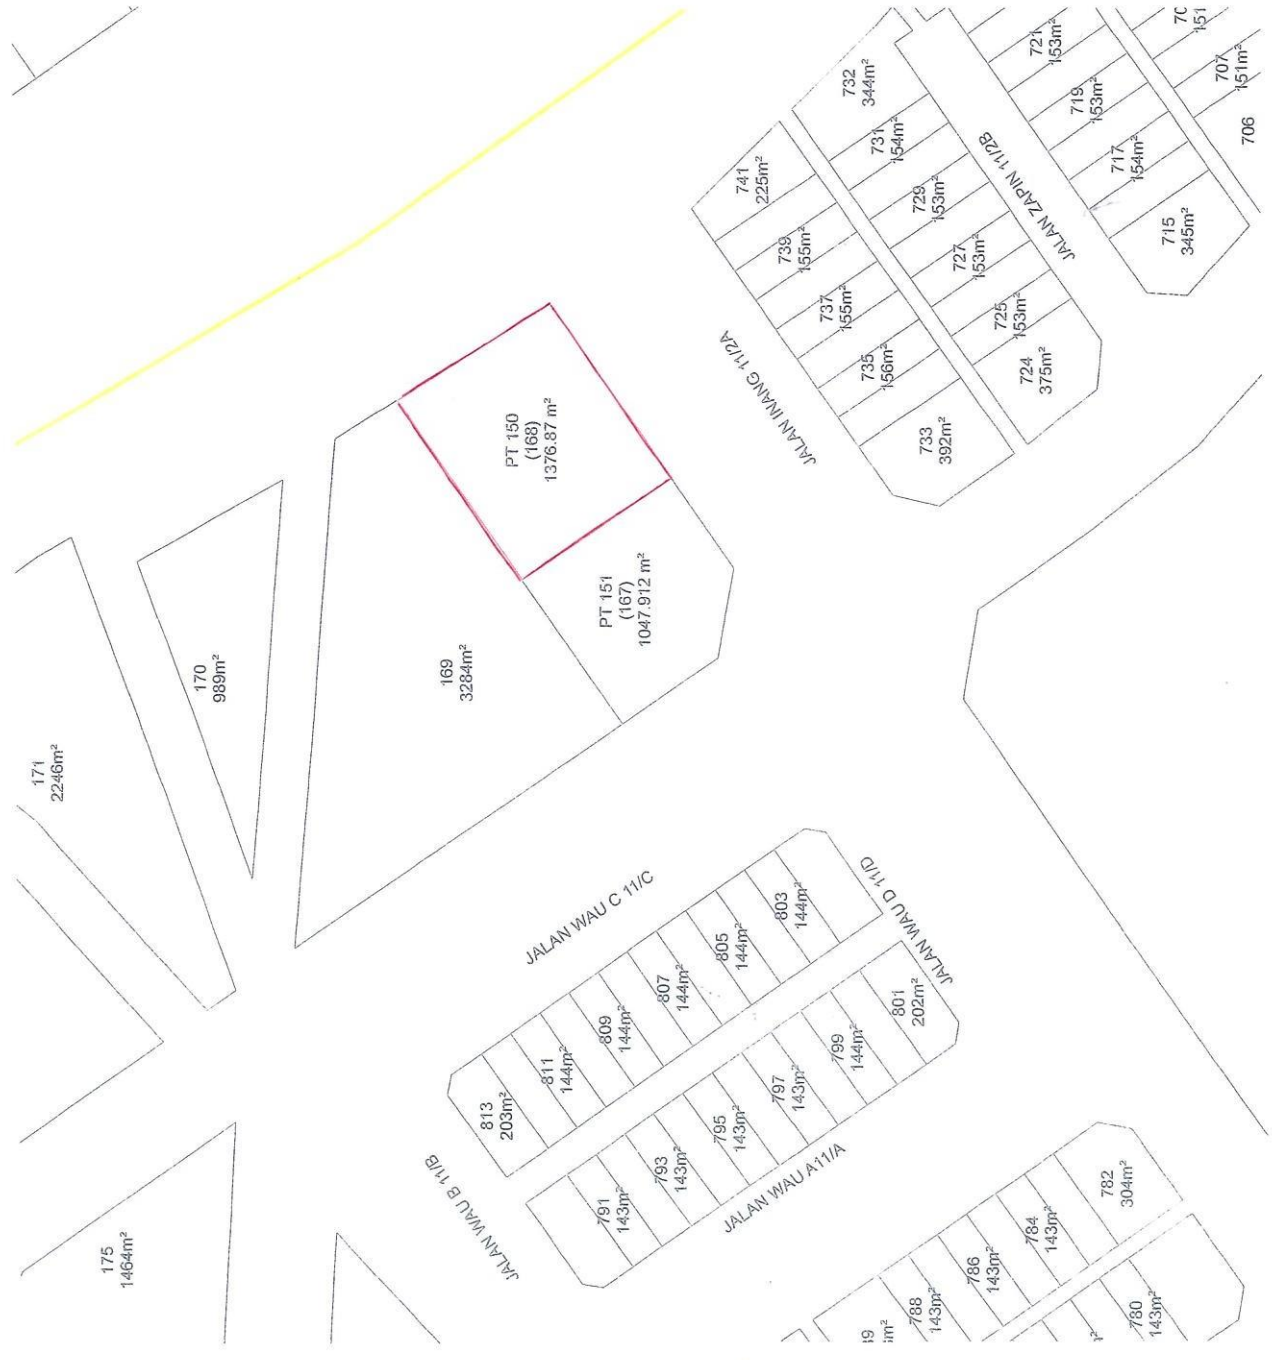 732
344m²
721
153m²
707
151m²
719
153m²
706
731
154m²
741
225m²
717
154m²
729
153m²
JALAN ZAPIN 11/2B
715
345m²
739
155m²
727
153m²
737
155m²
725
153m²
735
156m²
724
375m²
JALAN INANG 11/2A
733
392m²
PT 150
(168)
1376.87 m²
PT 151
(167)
1047.912 m²
169
3284m²
170
989m²
171
2246m²
JALAN WAU C 11/C
JALAN WAU D 11/D
803
144m²
805
144m²
807
144m²
809
144m²
811
144m²
813
203m²
801
202m²
799
144m²
797
143m²
795
143m²
793
143m²
791
143m²
JALAN WAU B 11/B
JALAN WAU A11/A
175
1464m²
782
304m²
784
143m²
786
143m²
788
143m²
780
143m²